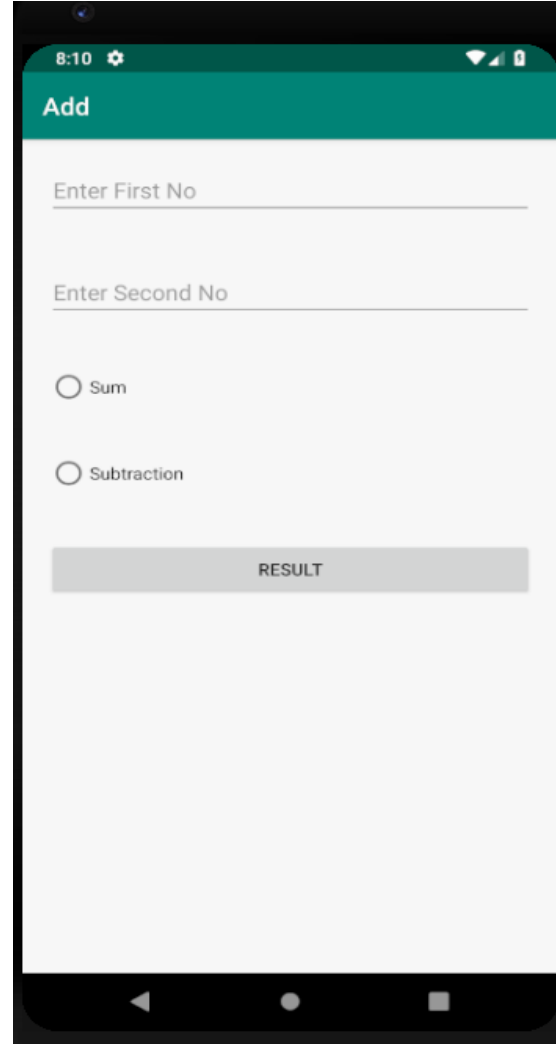 8:10
Add
Enter First No
Enter Second No
Sum
Subtraction
RESULT